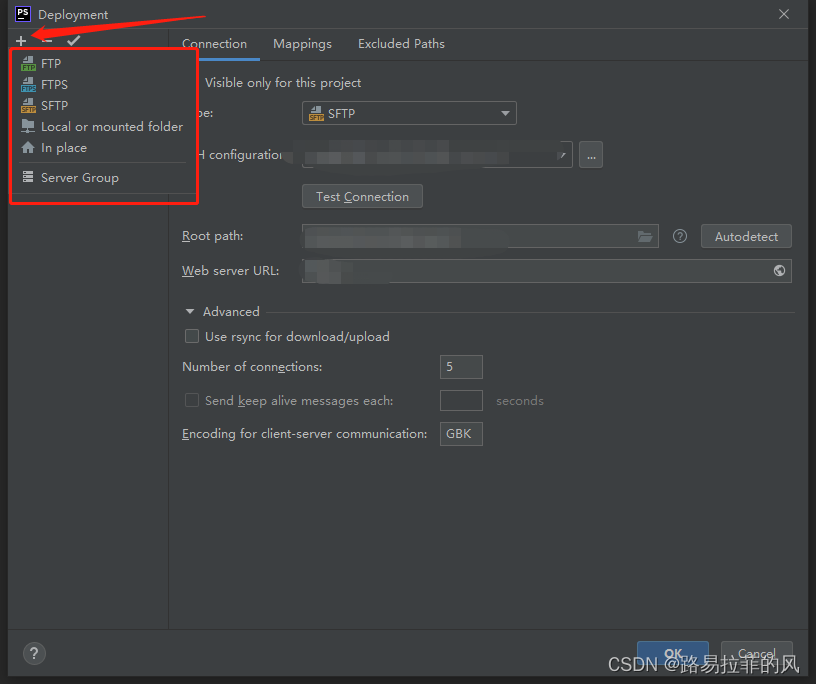 PS Deployment
Connection Mappings Excluded Paths
FTP
FTPS
SFTP
Local or mounted folder
In place
Server Group
Visible only for this project
pe: SFTP
H configuration ...
Test Connection
Root path: Autodetect
Web server URL:
Advanced
Use rsync for download/upload
Number of connections: 5
Send keep alive messages each: seconds
Encoding for client-server communication: GBK
? OK Cancel
CSDN @路易拉菲的风